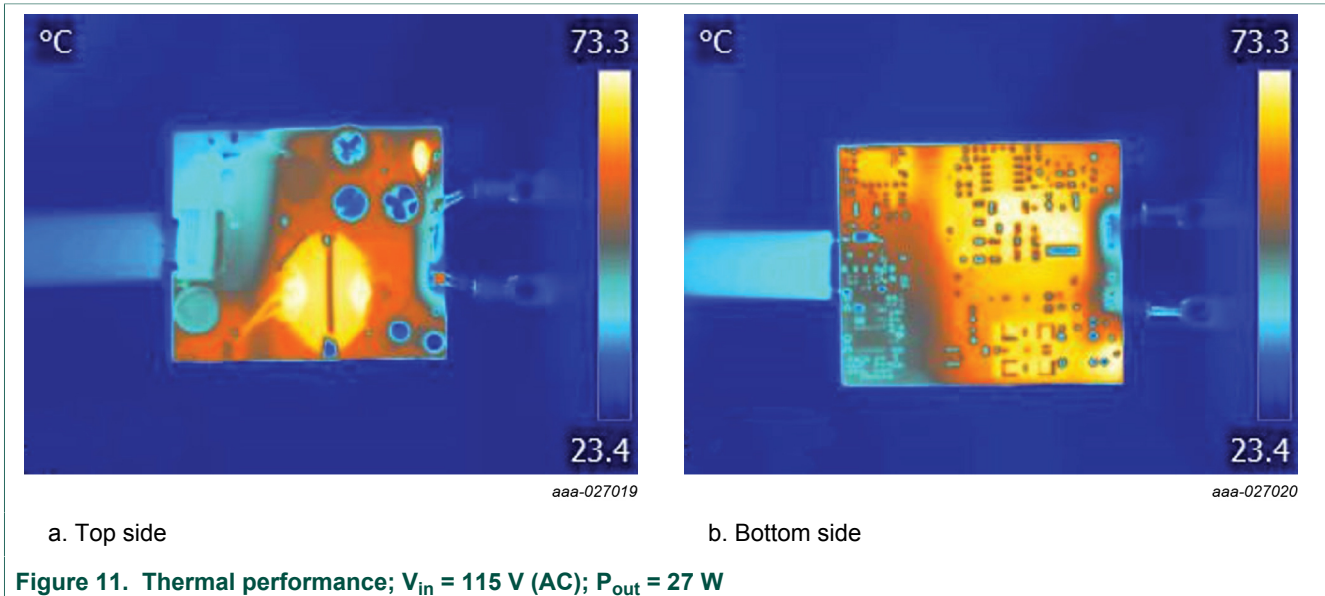 °C 73.3
°C 73.3
23.4
23.4
aaa-027019
aaa-027020
a. Top side
b. Bottom side
Figure 11. Thermal performance; Vin = 115 V (AC); Pout = 27 W